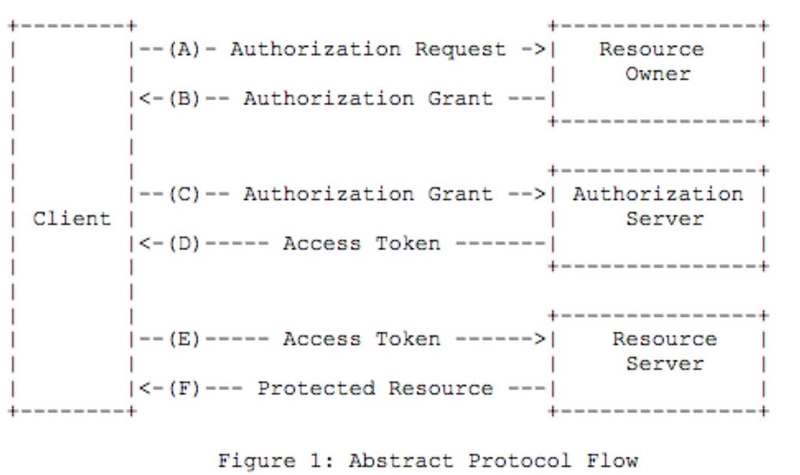 +--------+                               +---------------+
|        |--(A)- Authorization Request ->|   Resource    |
|        |                               |     Owner     |
|        |<-(B)-- Authorization Grant ---|               |
|        |                               +---------------+
|        |
|        |                               +---------------+
|        |--(C)-- Authorization Grant -->| Authorization |
| Client |                               |     Server    |
|        |<-(D)----- Access Token -------|               |
|        |                               +---------------+
|        |
|        |                               +---------------+
|        |--(E)----- Access Token ------>|    Resource   |
|        |                               |     Server    |
|        |<-(F)--- Protected Resource ---|               |
+--------+                               +---------------+
Figure 1: Abstract Protocol Flow